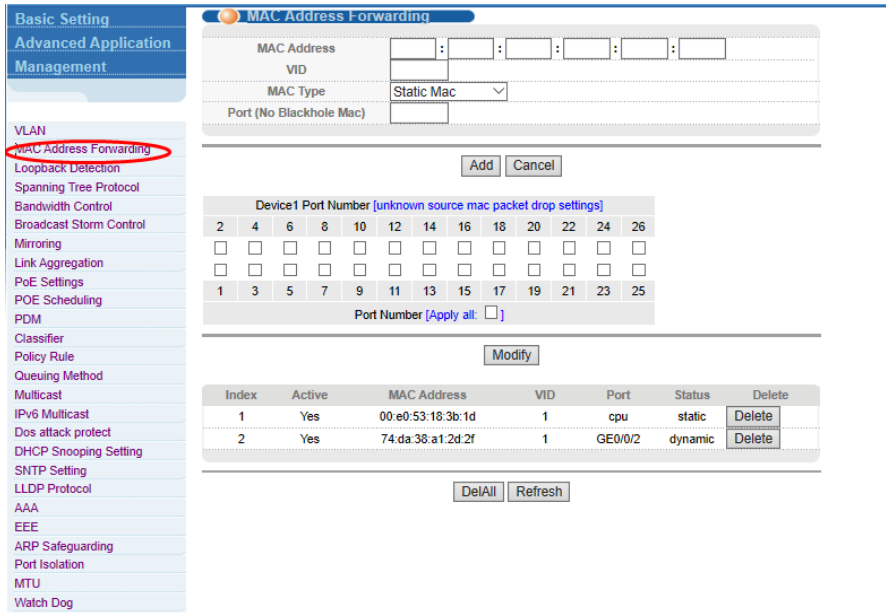 Basic Setting
Advanced Application
Management
VLAN
MAC Address Forwarding
Loopback Detection
Spanning Tree Protocol
Bandwidth Control
Broadcast Storm Control
Mirroring
Link Aggregation
PoE Settings
POE Scheduling
PDM
Classifier
Policy Rule
Queuing Method
Multicast
IPv6 Multicast
Dos attack protect
DHCP Snooping Setting
SNTP Setting
LLDP Protocol
AAA
EEE
ARP Safeguarding
Port Isolation
MTU
Watch Dog
MAC Address Forwarding
MAC Address : : : : :
VID
MAC Type Static Mac
Port (No Blackhole Mac)
Add Cancel
Device1 Port Number [unknown source mac packet drop settings]
2 4 6 8 10 12 14 16 18 20 22 24 26
1 3 5 7 9 11 13 15 17 19 21 23 25
Port Number [Apply all: ]
Modify
Index Active MAC Address VID Port Status Delete
1 Yes 00:e0:53:18:3b:1d 1 cpu static Delete
2 Yes 74:da:38:a1:2d:2f 1 GE0/0/2 dynamic Delete
DelAll Refresh